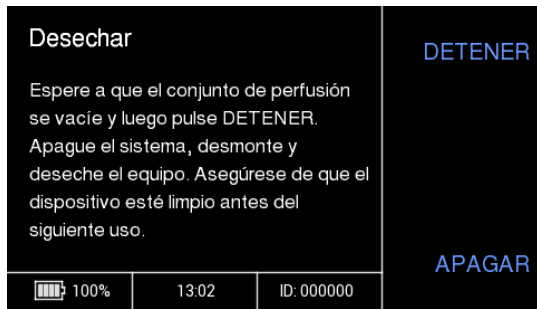 Desechar
DETENER
Espere a que el conjunto de perfusión
se vacíe y luego pulse DETENER.
Apague el sistema, desmonte y
deseche el equipo. Asegúrese de que el
dispositivo esté limpio antes del
siguiente uso.
APAGAR
100%
13:02
ID: 000000